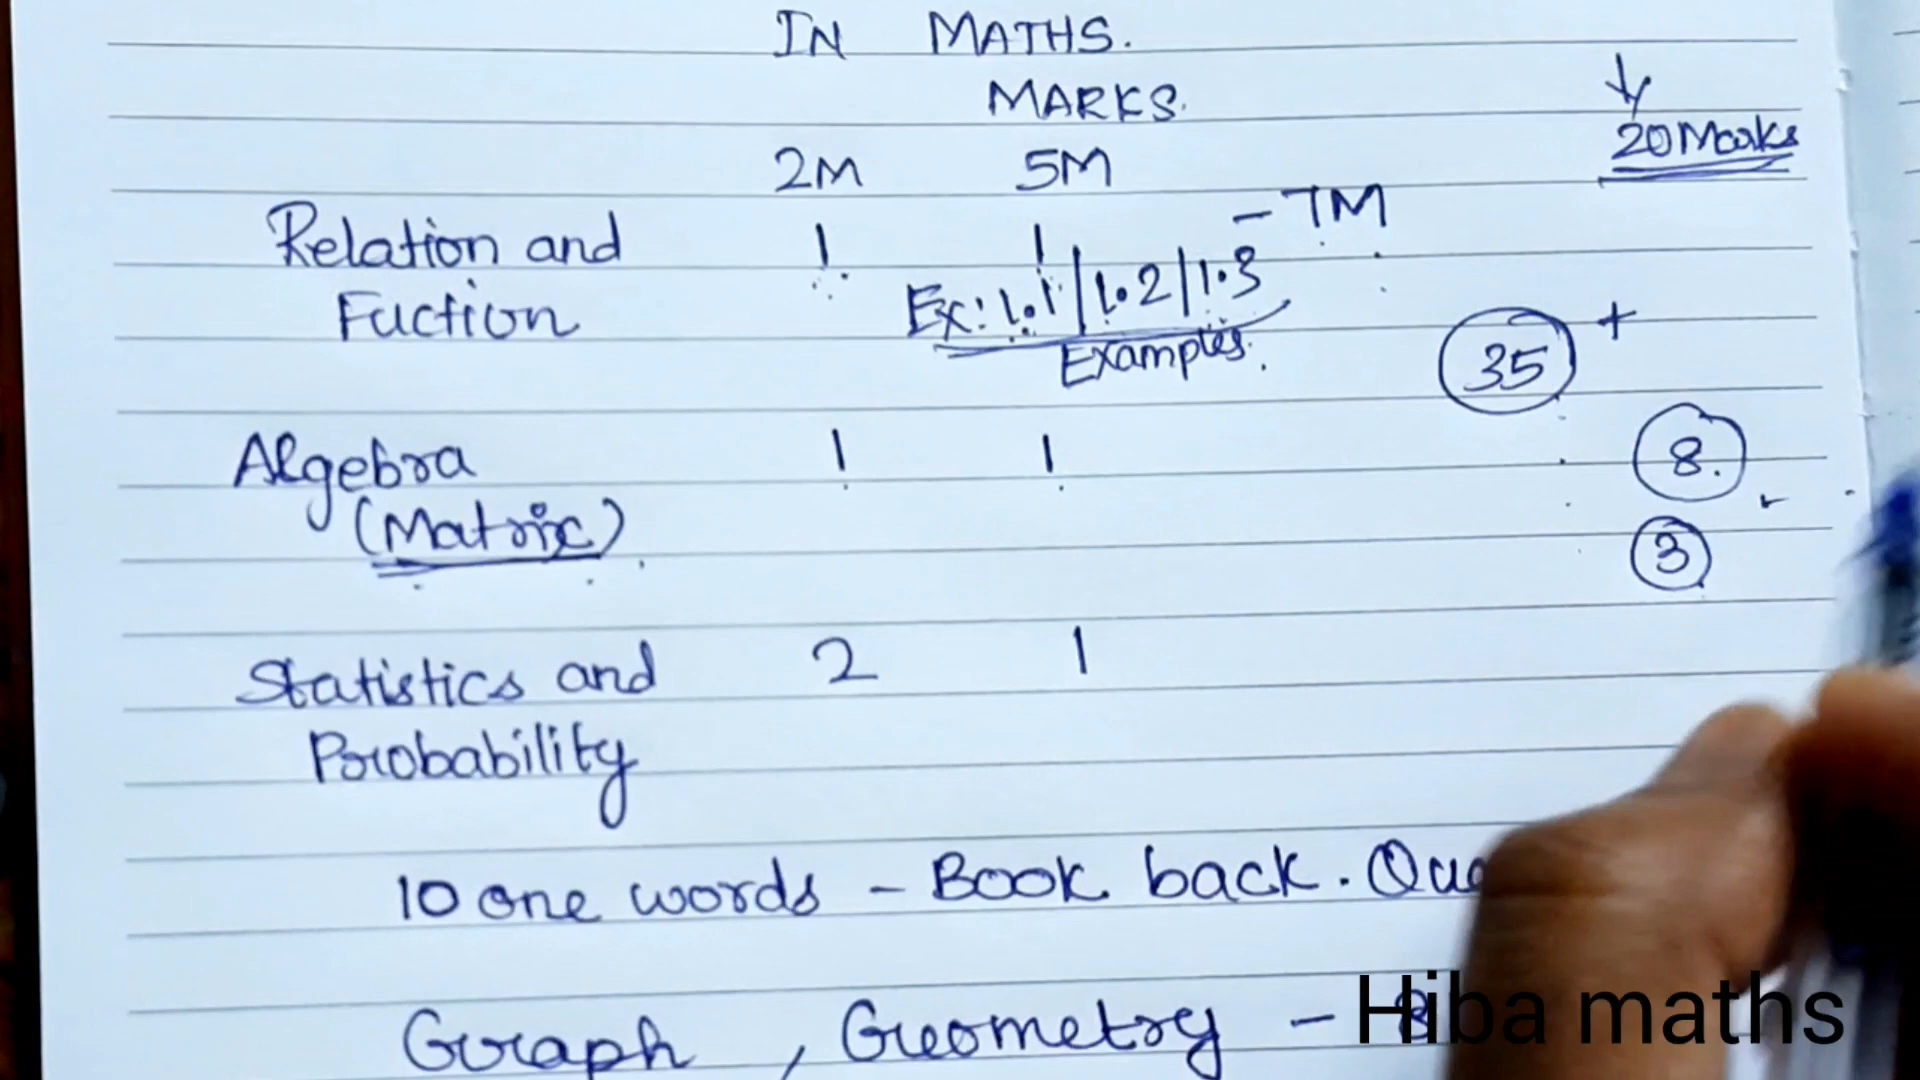 IN MATHS.
MARKS.
20 Marks
2M 5M
Relation and 1 1 - 7M
Fuction Ex: 1.1/1.2/1.3
Examples.
35 +
Algebra 1 1 8.
(Matric)
3
Statistics and 2 1
Probability
10 one words - Book back.
Graph, Geometry -
Hiba maths